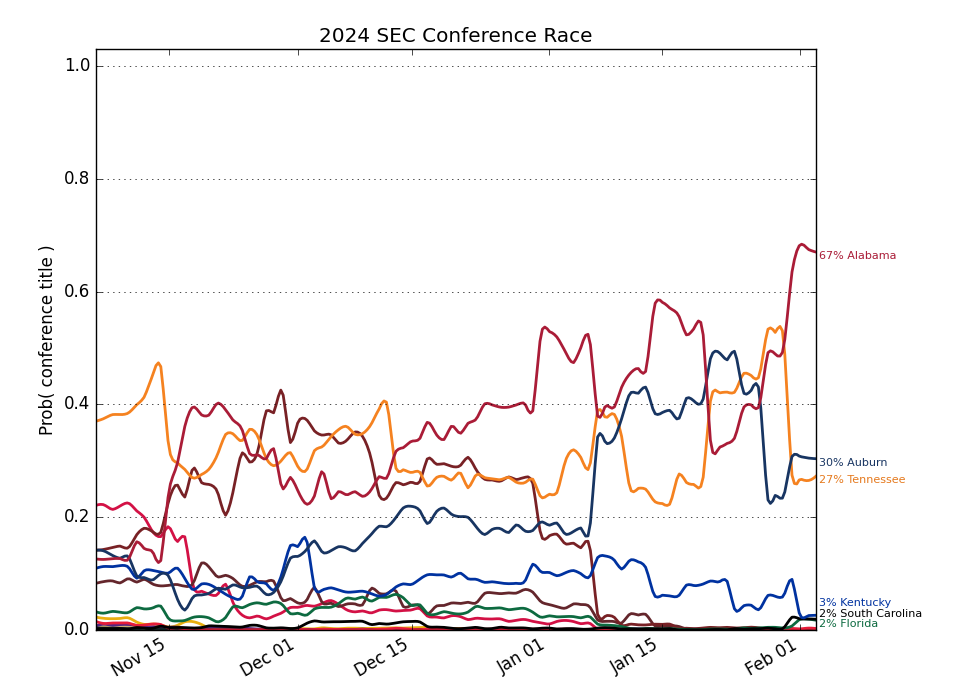 2024 SEC Conference Race
Prob( conference title )
1.0
0.8
0.6
0.4
0.2
0.0
67% Alabama
30% Auburn
27% Tennessee
3% Kentucky
2% South Carolina
2% Florida
Nov 15
Dec 01
Dec 15
Jan 01
Jan 15
Feb 01